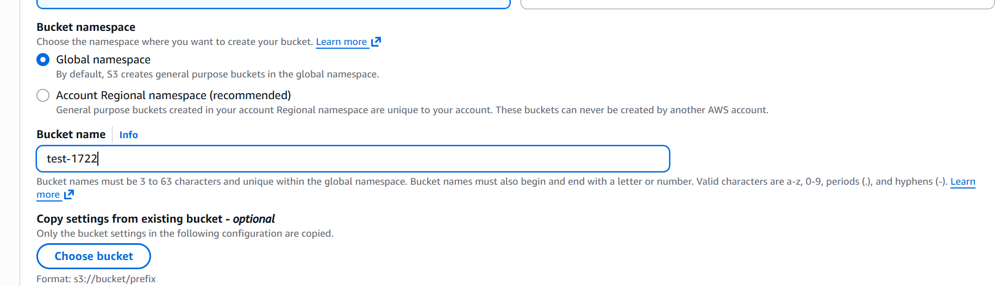 Bucket namespace
Choose the namespace where you want to create your bucket. Learn more
Global namespace
By default, S3 creates general purpose buckets in the global namespace.
Account Regional namespace (recommended)
General purpose buckets created in your account Regional namespace are unique to your account. These buckets can never be created by another AWS account.
Bucket name Info
test-1722
Bucket names must be 3 to 63 characters and unique within the global namespace. Bucket names must also begin and end with a letter or number. Valid characters are a-z, 0-9, periods (.), and hyphens (-). Learn
more
Copy settings from existing bucket - optional
Only the bucket settings in the following configuration are copied.
Choose bucket
Format: s3://bucket/prefix